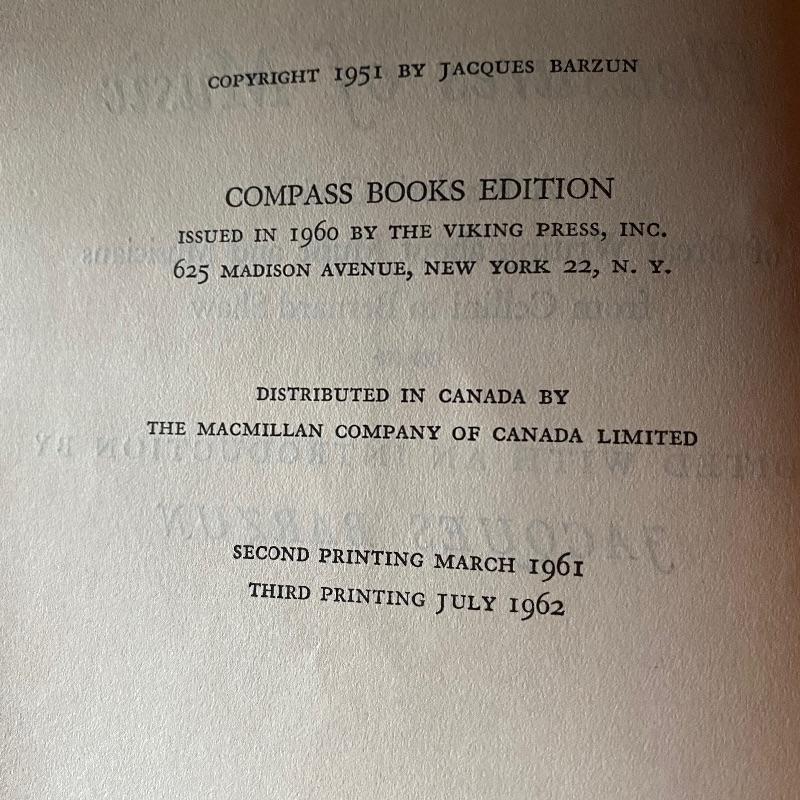 COPYRIGHT 1951 BY JACQUES BARZUN
COMPASS BOOKS EDITION
ISSUED IN 1960 BY THE VIKING PRESS, INC.
625 MADISON AVENUE, NEW YORK 22, N. Y.
DISTRIBUTED IN CANADA BY
THE MACMILLAN COMPANY OF CANADA LIMITED
SECOND PRINTING MARCH 1961
THIRD PRINTING JULY 1962